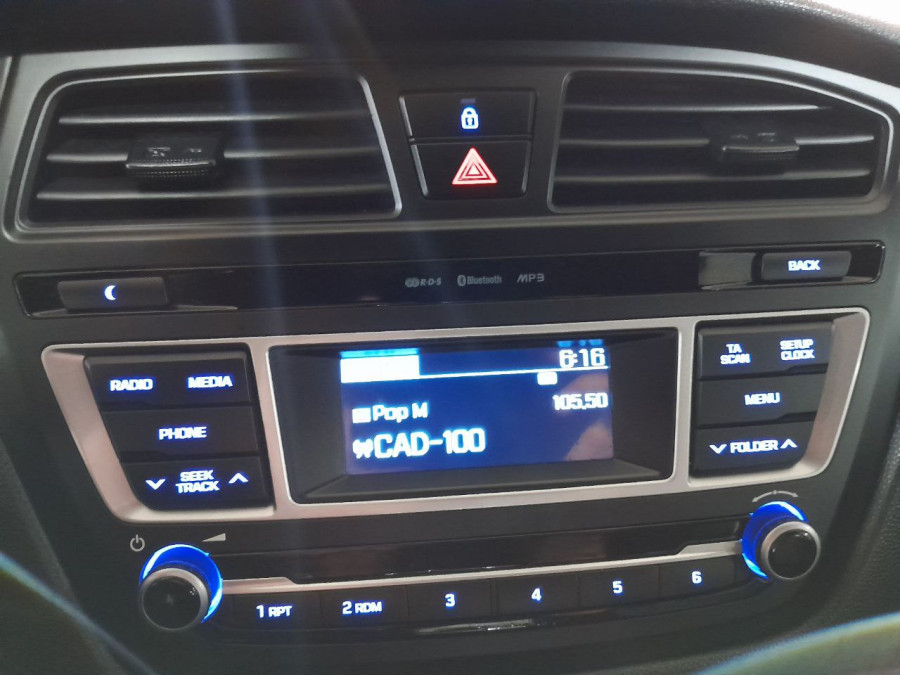 R·D·S Bluetooth MP3
BACK
RADIO MEDIA
PHONE
SEEK
TRACK
6:16
105,50
Pop M
CAD-100
TA
SCAN
SETUP
CLOCK
MENU
FOLDER
1 RPT 2 RDM 3 4 5 6